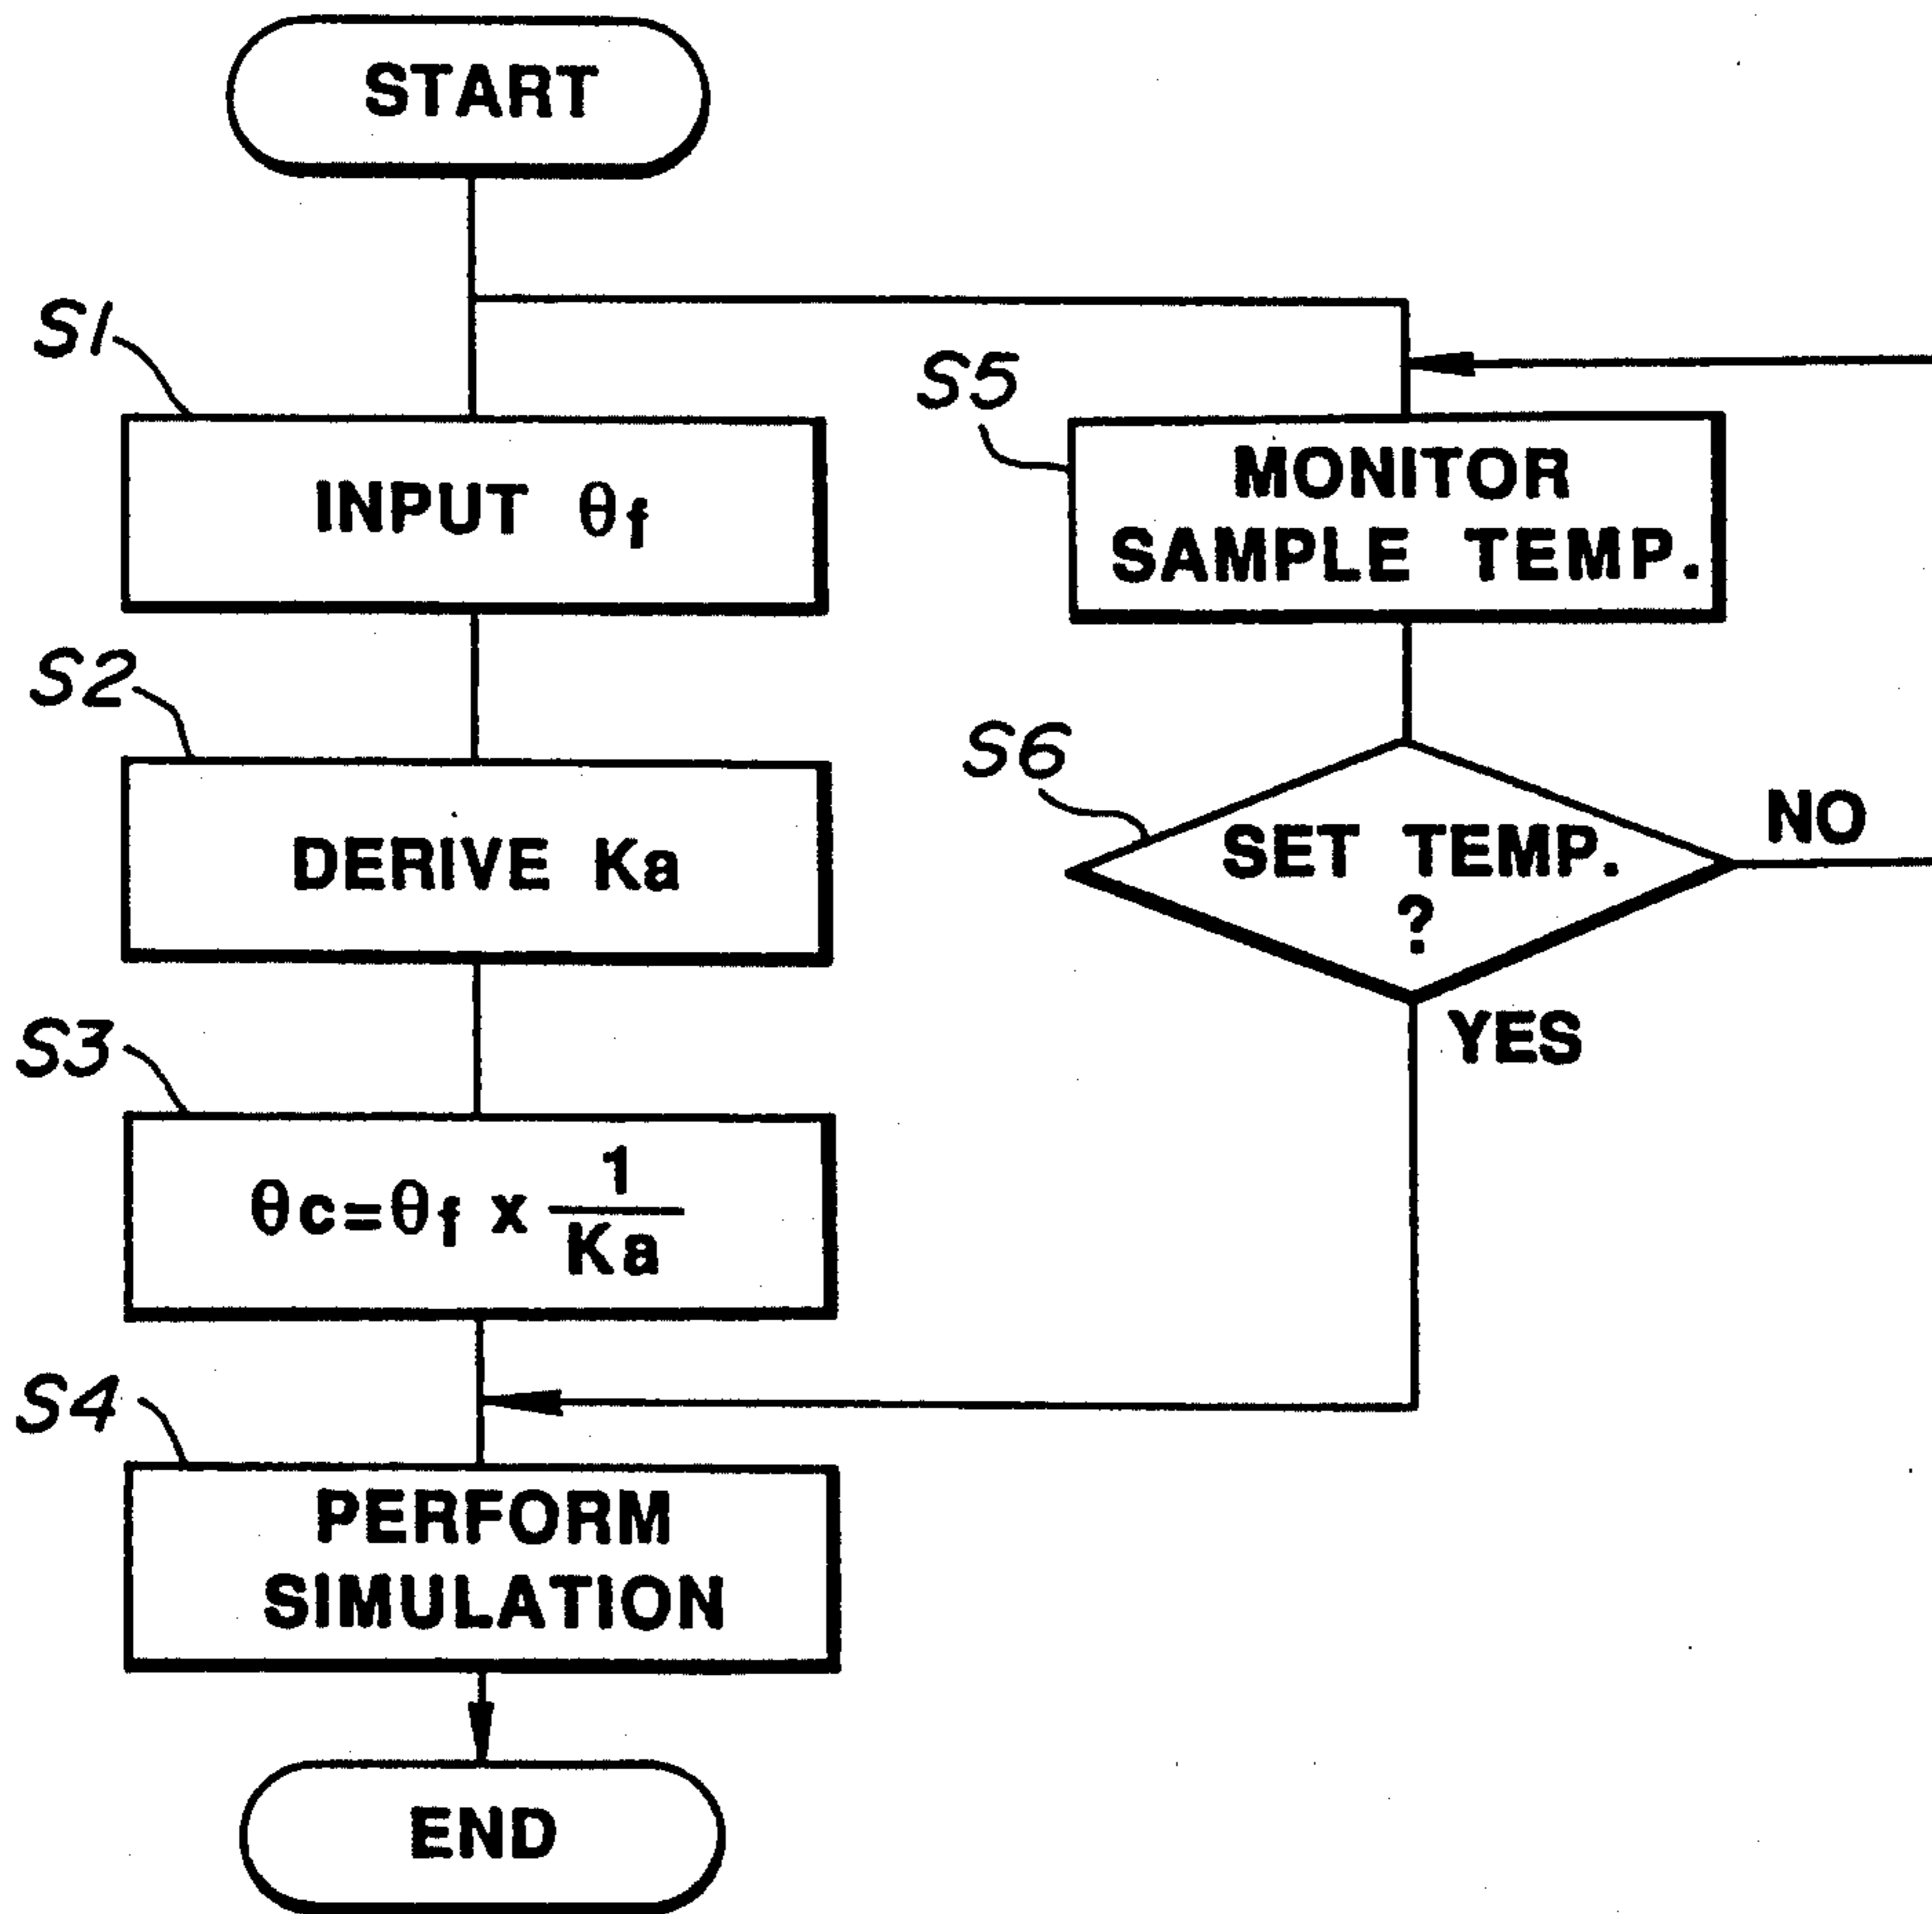 START
S1
INPUT θf
S2
DERIVE Ka
S3
θc=θf x 1/Ka
S4
PERFORM
SIMULATION
END
S5
MONITOR
SAMPLE TEMP.
S6
SET TEMP.
?
NO
YES